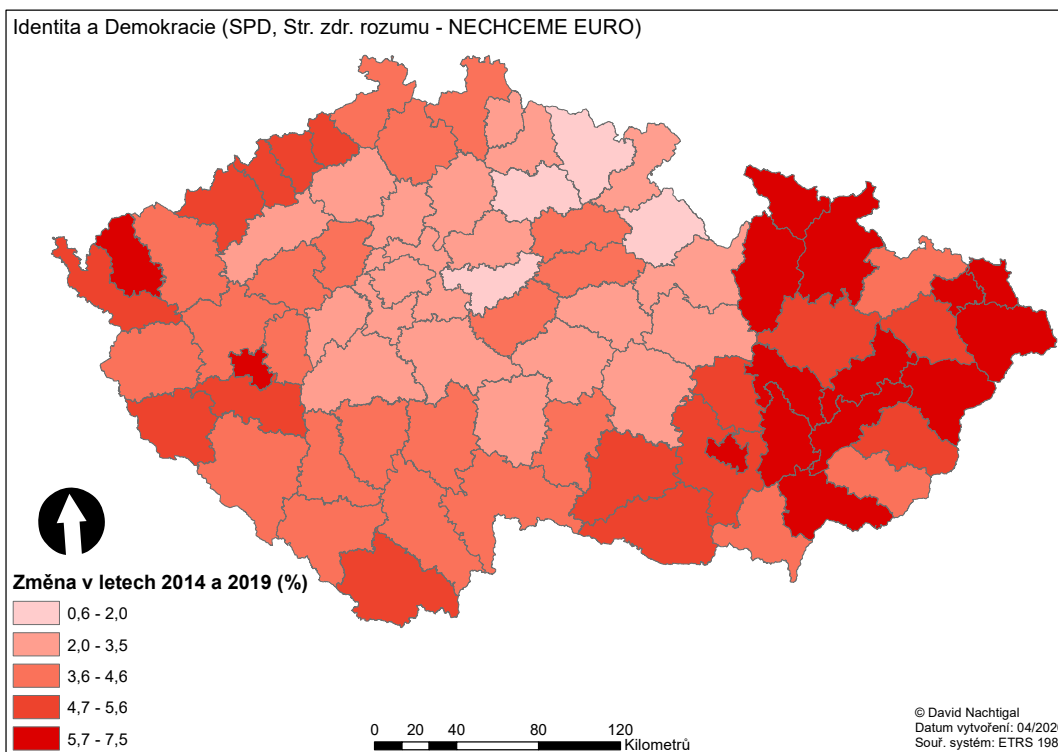 Identita a Demokracie (SPD, Str. zdr. rozumu - NECHCEME EURO)
Změna v letech 2014 a 2019 (%)
0,6 - 2,0
2,0 - 3,5
3,6 - 4,6
4,7 - 5,6
5,7 - 7,5
0 20 40 80 120
Kilometrů
© David Nachtigal
Datum vytvoření: 04/202
Souř. systém: ETRS 198